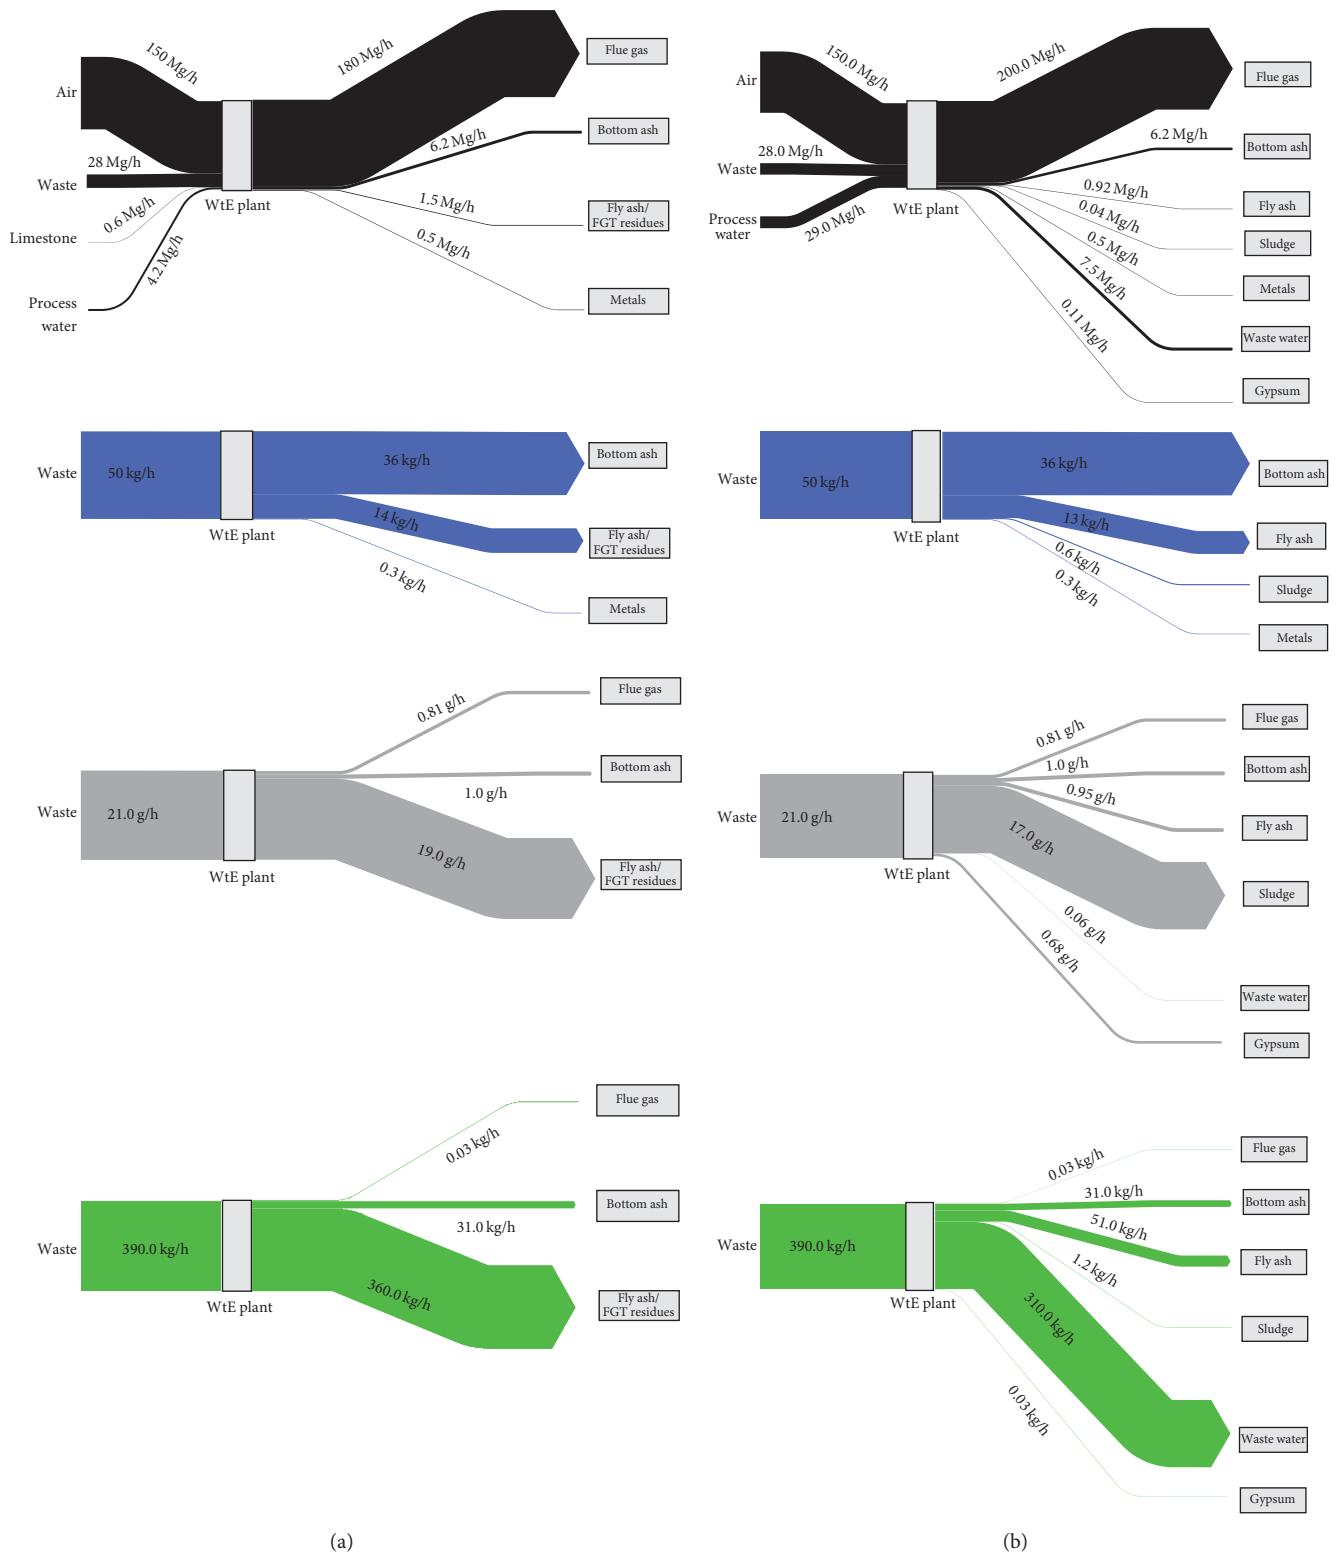 150 Mg/h
180 Mg/h
Flue gas
Air
6.2 Mg/h
Bottom ash
28 Mg/h
Waste
WtE plant
0.6 Mg/h
1.5 Mg/h
Fly ash/
FGT residues
Limestone
4.2 Mg/h
0.5 Mg/h
Metals
Process
water
Waste
50 kg/h
36 kg/h
Bottom ash
14 kg/h
WtE plant
Fly ash/
FGT residues
0.3 kg/h
Metals
0.81 g/h
Flue gas
Bottom ash
1.0 g/h
Waste
21.0 g/h
19.0 g/h
WtE plant
Fly ash/
FGT residues
Flue gas
0.03 kg/h
Bottom ash
31.0 kg/h
Waste
390.0 kg/h
360.0 kg/h
WtE plant
Fly ash/
FGT residues
(a)
150.0 Mg/h
200.0 Mg/h
Flue gas
Air
6.2 Mg/h
Bottom ash
28.0 Mg/h
Waste
0.92 Mg/h
Fly ash
WtE plant
Process
water
29.0 Mg/h
0.04 Mg/h
Sludge
0.5 Mg/h
Metals
7.5 Mg/h
Waste water
0.11 Mg/h
Gypsum
Waste
50 kg/h
36 kg/h
Bottom ash
13 kg/h
WtE plant
Fly ash
0.6 kg/h
Sludge
0.3 kg/h
Metals
0.81 g/h
Flue gas
1.0 g/h
Bottom ash
0.95 g/h
Fly ash
Waste
21.0 g/h
17.0 g/h
WtE plant
Sludge
0.06 g/h
Waste water
0.68 g/h
Gypsum
0.03 kg/h
Flue gas
31.0 kg/h
Bottom ash
51.0 kg/h
Fly ash
Waste
390.0 kg/h
1.2 kg/h
WtE plant
Sludge
310.0 kg/h
Waste water
0.03 kg/h
Gypsum
(b)